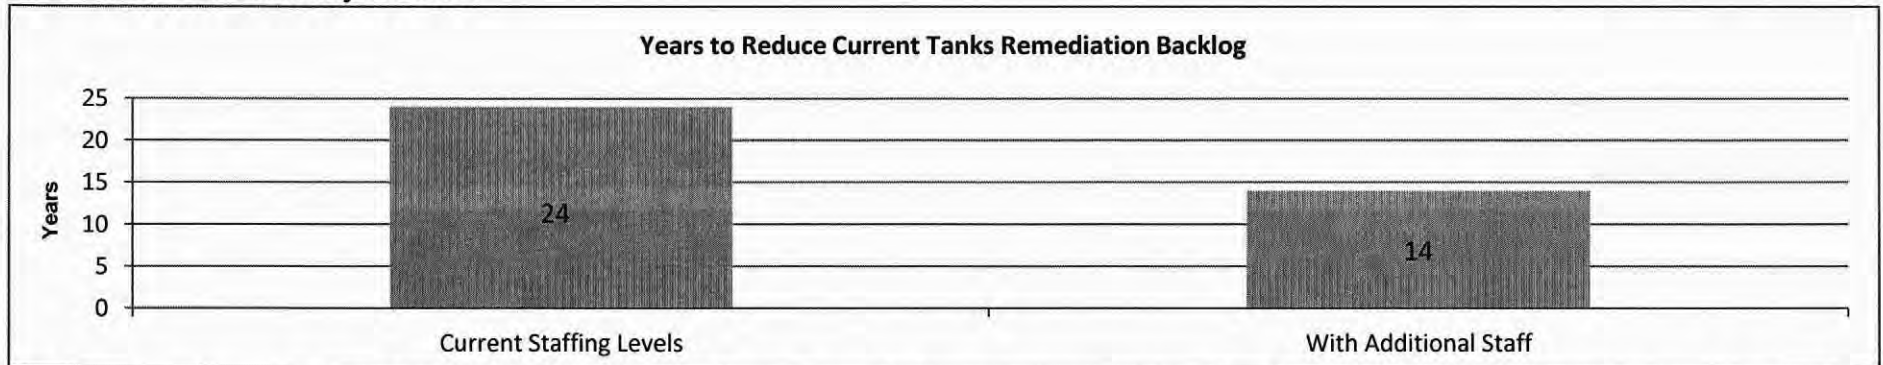 Years to Reduce Current Tanks Remediation Backlog
25
20
15
10
5
0
Years
24
14
Current Staffing Levels
With Additional Staff